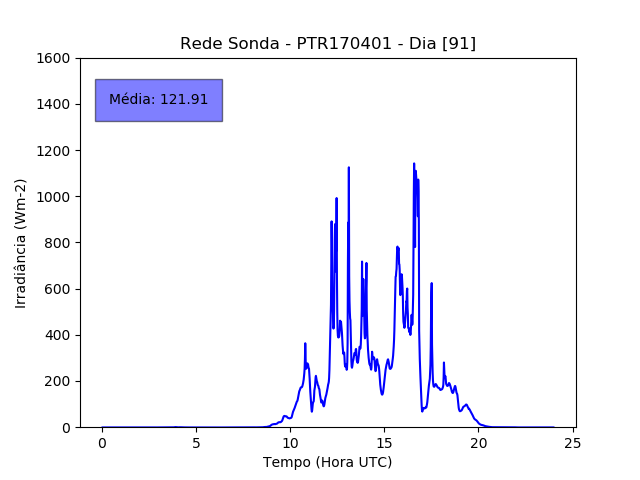 Rede Sonda - PTR170401 - Dia [91]
1600
1400
1200
1000
800
600
400
200
0
Irradiância (Wm-2)
Média: 121.91
0 5 10 15 20 25
Tempo (Hora UTC)